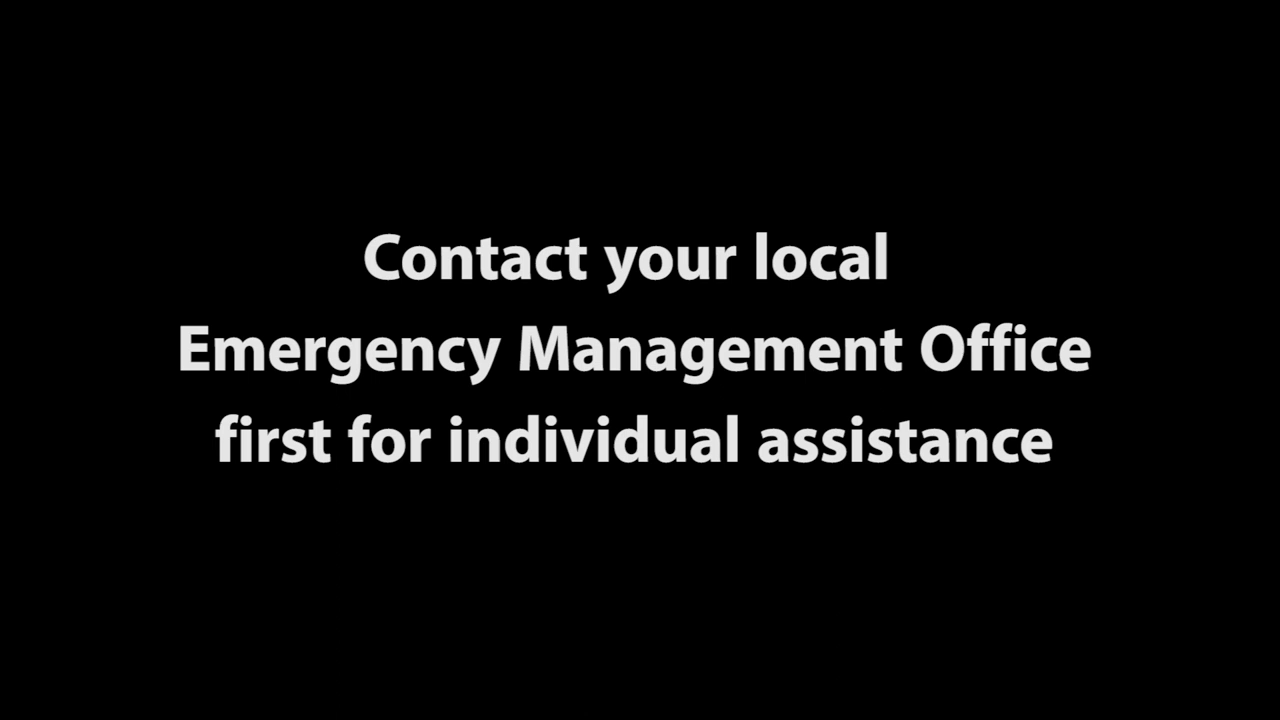 Contact your local
Emergency Management Office
first for individual assistance